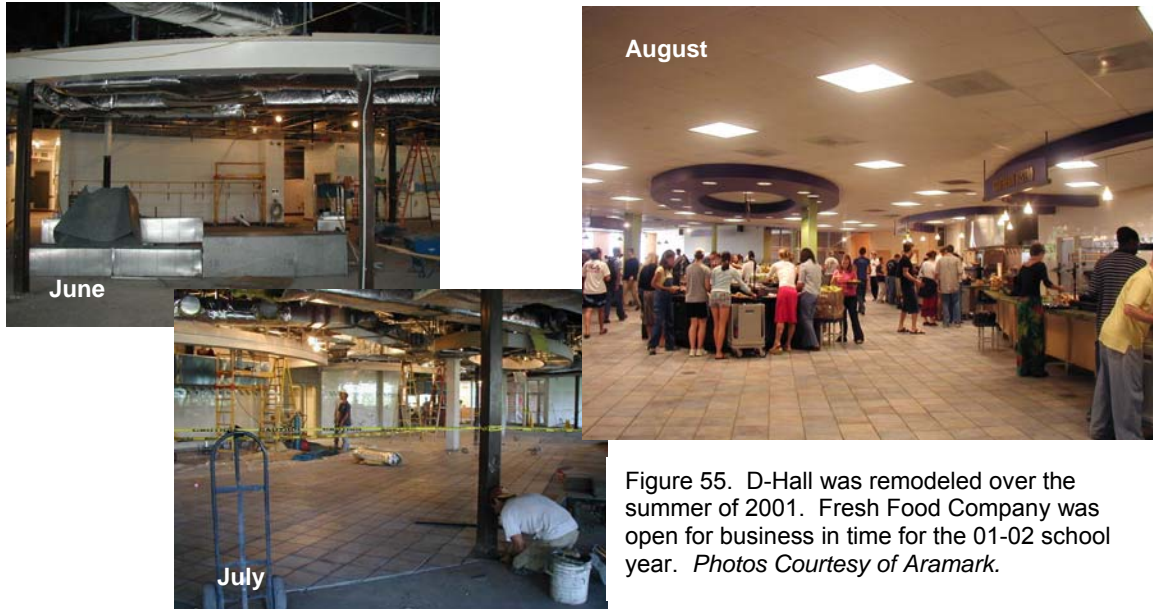 June
July
August
CAUTION
Figure 55. D-Hall was remodeled over the
summer of 2001. Fresh Food Company was
open for business in time for the 01-02 school
year. Photos Courtesy of Aramark.